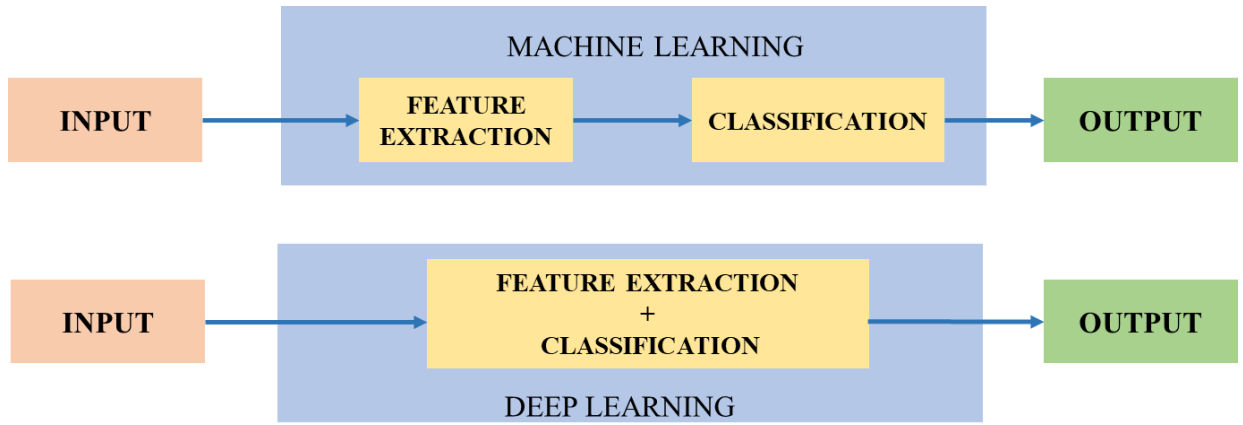 MACHINE LEARNING
INPUT
FEATURE
EXTRACTION
CLASSIFICATION
OUTPUT
INPUT
FEATURE EXTRACTION
+
CLASSIFICATION
OUTPUT
DEEP LEARNING